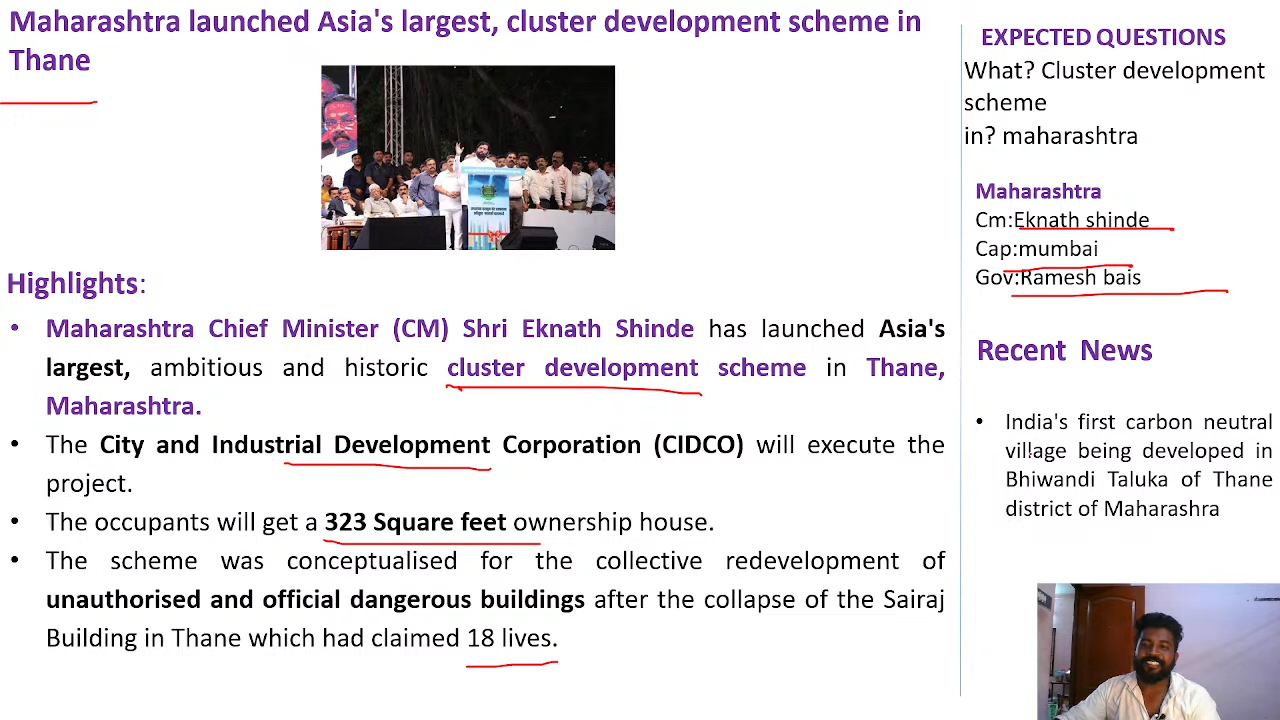 Maharashtra launched Asia's largest, cluster development scheme in
Thane
Highlights:
• Maharashtra Chief Minister (CM) Shri Eknath Shinde has launched Asia's
largest, ambitious and historic cluster development scheme in Thane,
Maharashtra.
• The City and Industrial Development Corporation (CIDCO) will execute the
project.
• The occupants will get a 323 Square feet ownership house.
• The scheme was conceptualised for the collective redevelopment of
unauthorised and official dangerous buildings after the collapse of the Sairaj
Building in Thane which had claimed 18 lives.
EXPECTED QUESTIONS
What? Cluster development
scheme
in? maharashtra
Maharashtra
Cm:Eknath shinde
Cap:mumbai
Gov:Ramesh bais
Recent News
• India's first carbon neutral
village being developed in
Bhiwandi Taluka of Thane
district of Maharashra